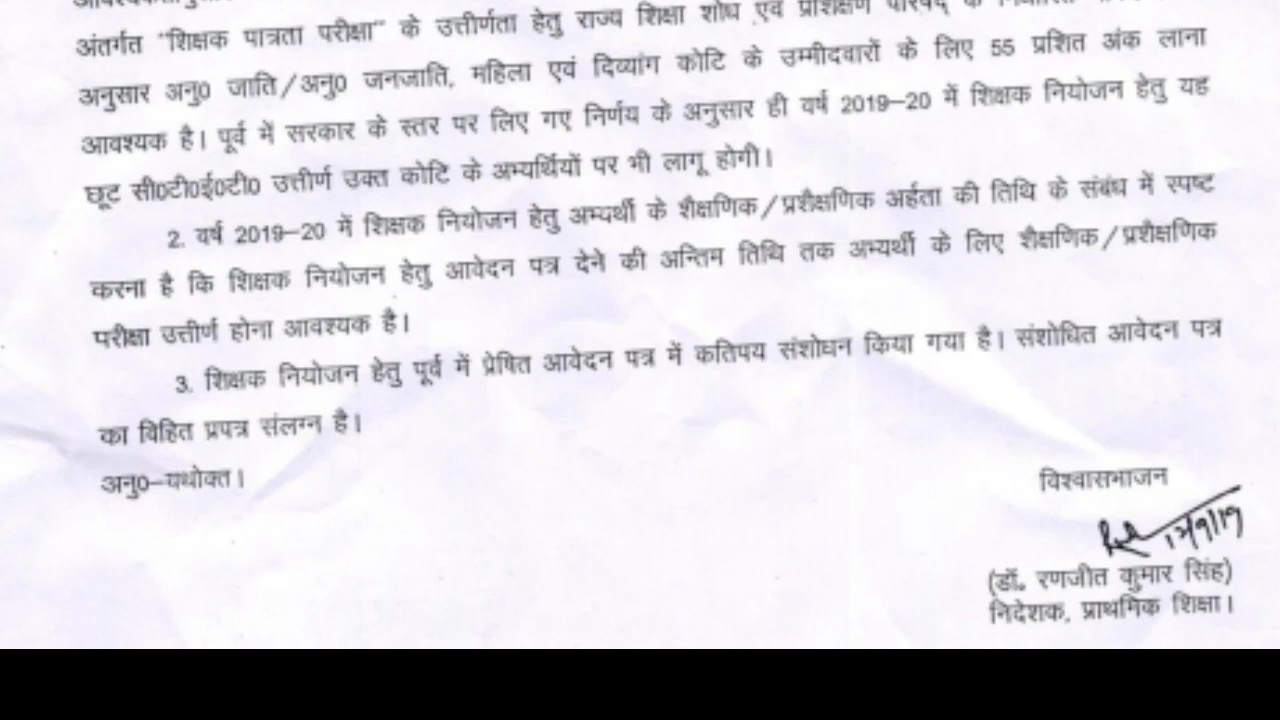 अंतर्गत "शिक्षक पात्रता परीक्षा" के उत्तीर्णता हेतु राज्य शिक्षा शोध एवं प्रशिक्षण परिषद् के
अनुसार अनु0 जाति/अनु0 जनजाति, महिला एवं दिव्यांग कोटि के उम्मीदवारों के लिए 55 प्रशित अंक लाना
आवश्यक है। पूर्व में सरकार के स्तर पर लिए गए निर्णय के अनुसार ही वर्ष 2019–20 में शिक्षक नियोजन हेतु यह
छूट सी0टी0ई0टी0 उत्तीर्ण उक्त कोटि के अभ्यर्थियों पर भी लागू होगी।
2. वर्ष 2019–20 में शिक्षक नियोजन हेतु अभ्यर्थी के शैक्षणिक/प्रशैक्षणिक अर्हता की तिथि के संबंध में स्पष्ट
करना है कि शिक्षक नियोजन हेतु आवेदन पत्र देने की अन्तिम तिथि तक अभ्यर्थी के लिए शैक्षणिक/प्रशैक्षणिक
परीक्षा उत्तीर्ण होना आवश्यक है।
3. शिक्षक नियोजन हेतु पूर्व में प्रेषित आवेदन पत्र में कतिपय संशोधन किया गया है। संशोधित आवेदन पत्र
का विहित प्रपत्र संलग्न है।
अनु0–यथोक्त।
विश्वासभाजन
(डॉ. रणजीत कुमार सिंह)
निदेशक, प्राथमिक शिक्षा।